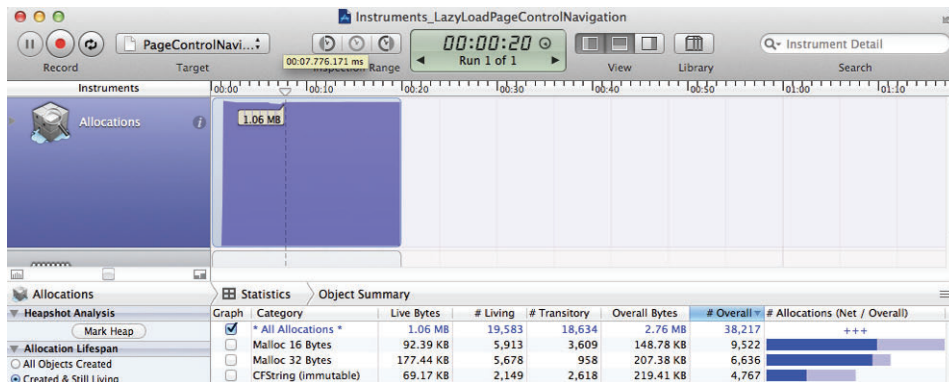 Instruments_LazyLoadPageControlNavigation
PageControlNavi...
00:00:20
Run 1 of 1
Instrument Detail
00:07.776.171 ms
Record
Target
Inspection Range
View
Library
Search
Instruments
00:00
00:10
00:20
00:30
00:40
00:50
01:00
01:10
Allocations
1.06 MB
Allocations
Statistics
Object Summary
Heapshot Analysis
Graph Category Live Bytes # Living # Transitory Overall Bytes # Overall # Allocations (Net / Overall)
Mark Heap
* All Allocations * 1.06 MB 19,583 18,634 2.76 MB 38,217 +++
Malloc 16 Bytes 92.39 KB 5,913 3,609 148.78 KB 9,522
Allocation Lifespan
Malloc 32 Bytes 177.44 KB 5,678 958 207.38 KB 6,636
All Objects Created
CFString (immutable) 69.17 KB 2,149 2,618 219.41 KB 4,767
Created & Still Living